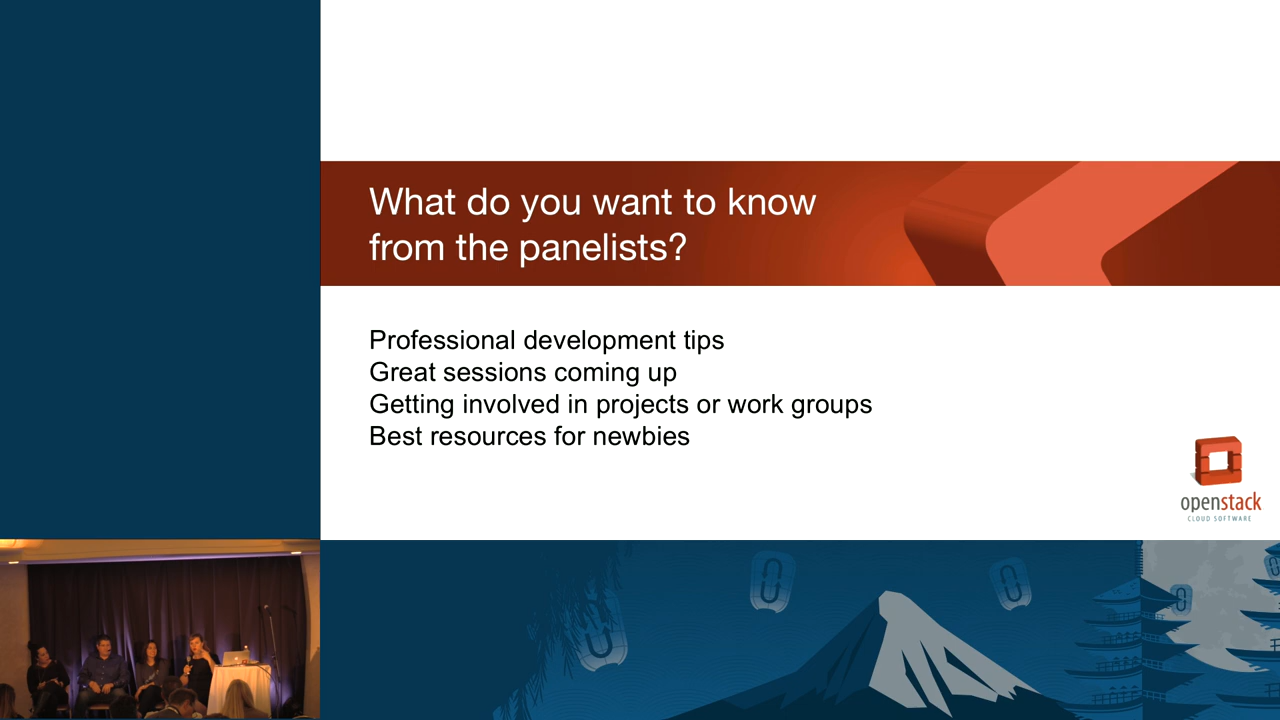 What do you want to know
from the panelists?
Professional development tips
Great sessions coming up
Getting involved in projects or work groups
Best resources for newbies
openstack
CLOUD SOFTWARE